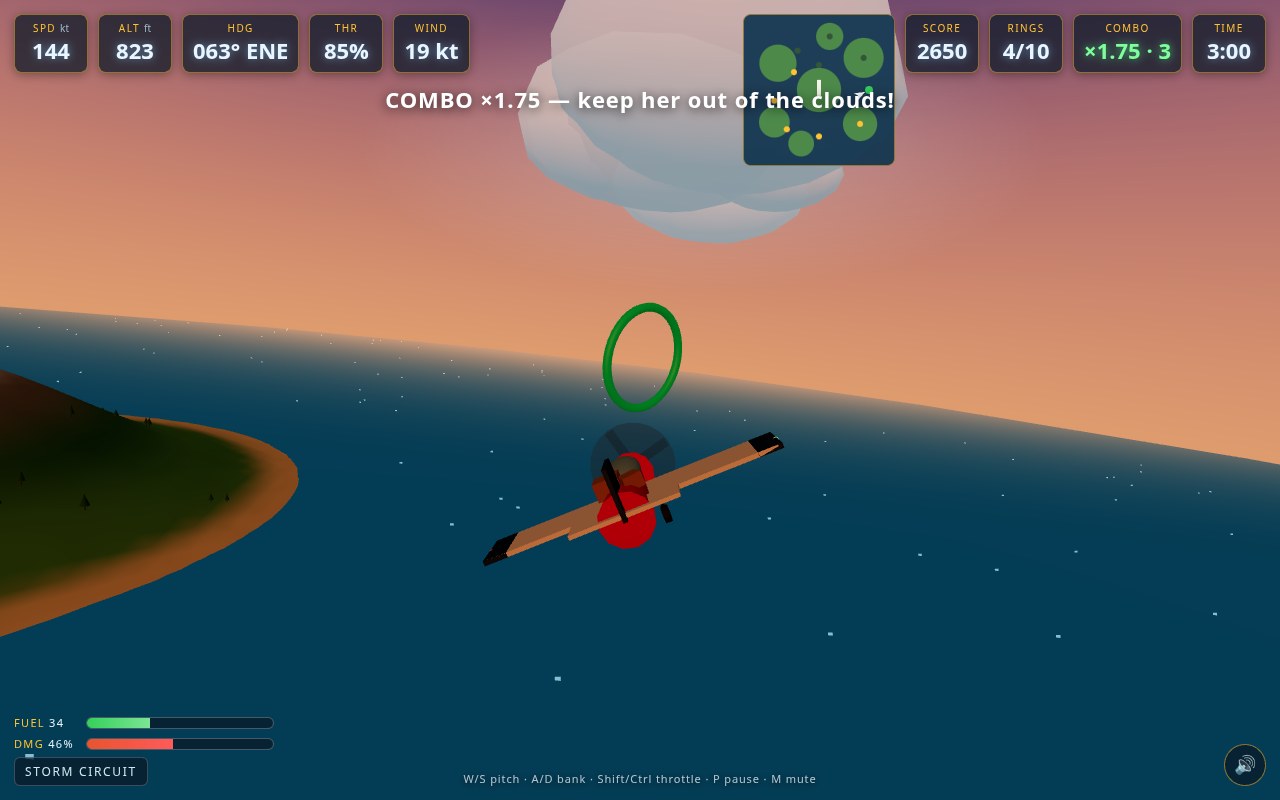 SPD kt
144
ALT ft
823
HDG
063° ENE
THR
85%
WIND
19 kt
SCORE
2650
RINGS
4/10
COMBO
×1.75 · 3
TIME
3:00
COMBO ×1.75 — keep her out of the clouds!
FUEL 34
DMG 46%
STORM CIRCUIT
W/S pitch · A/D bank · Shift/Ctrl throttle · P pause · M mute